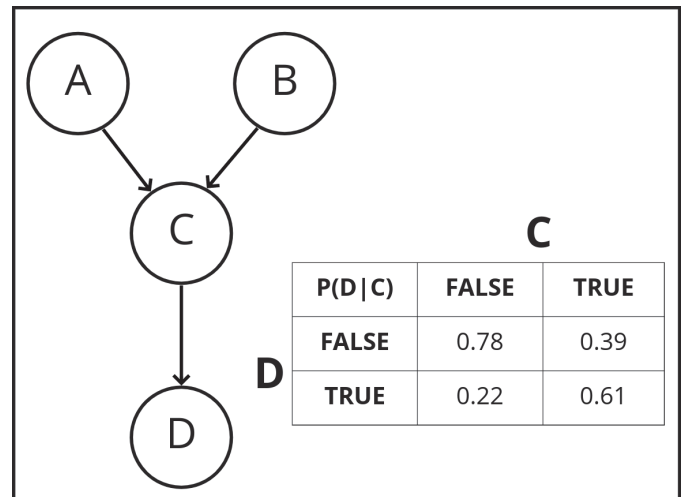 A
B
C
C
P(D|C) FALSE TRUE
FALSE 0.78 0.39
D
TRUE 0.22 0.61
D